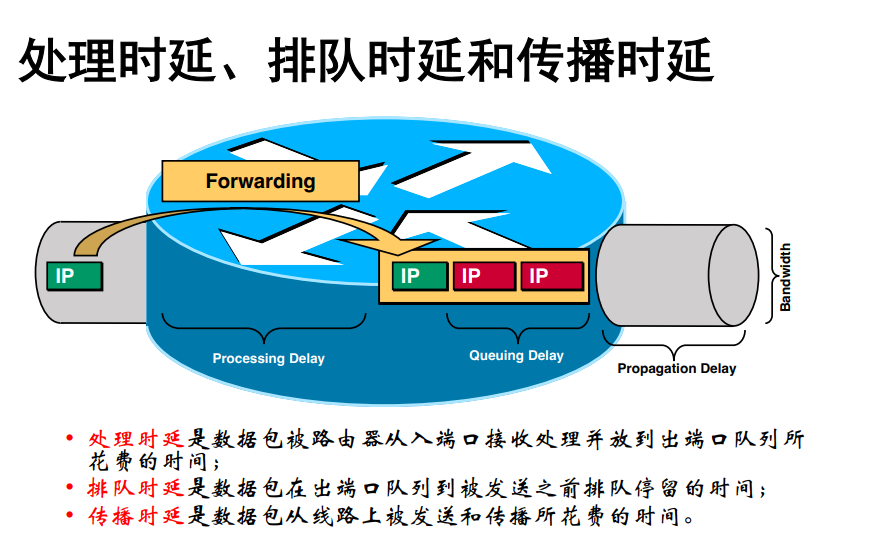 处理时延、排队时延和传播时延
Forwarding
IP
IP
IP
IP
Bandwidth
Processing Delay
Queuing Delay
Propagation Delay
• 处理时延是数据包被路由器从入端口接收处理并放到出端口队列所
花费的时间；
• 排队时延是数据包在出端口队列到被发送之前排队停留的时间；
• 传播时延是数据包从线路上被发送和传播所花费的时间。